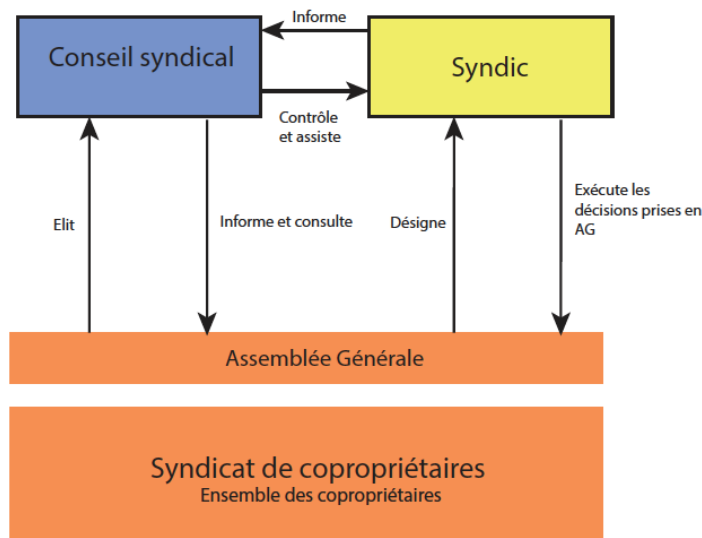 Informe
Conseil syndical
Syndic
Contrôle
et assiste
Elit
Informe et consulte
Désigne
Exécute les
décisions prises en
AG
Assemblée Générale
Syndicat de copropriétaires
Ensemble des copropriétaires